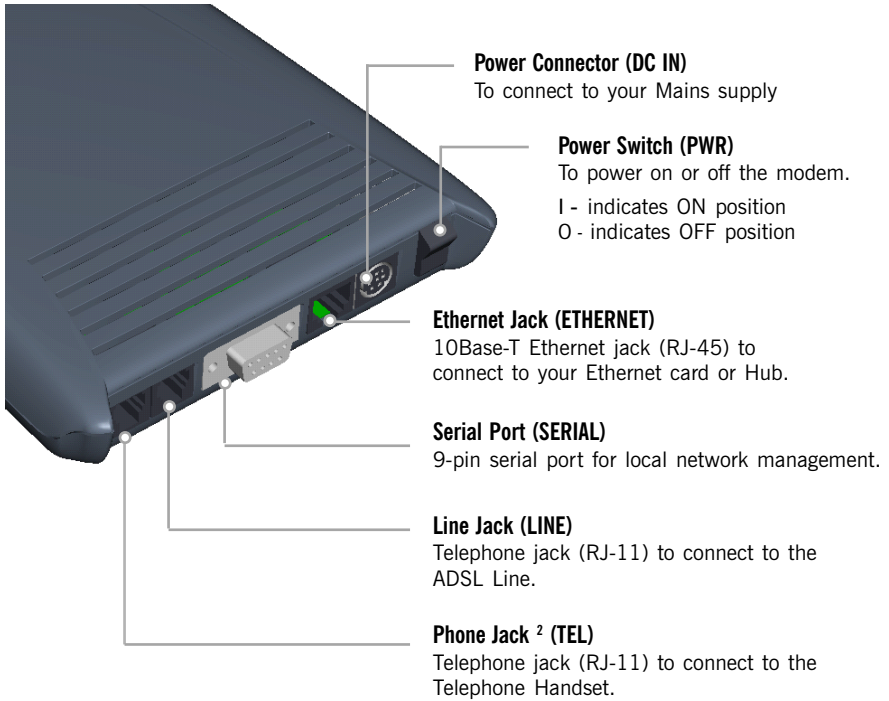 Power Connector (DC IN)
To connect to your Mains supply
Power Switch (PWR)
To power on or off the modem.
I - indicates ON position
O - indicates OFF position
Ethernet Jack (ETHERNET)
10Base-T Ethernet jack (RJ-45) to
connect to your Ethernet card or Hub.
Serial Port (SERIAL)
9-pin serial port for local network management.
Line Jack (LINE)
Telephone jack (RJ-11) to connect to the
ADSL Line.
Phone Jack ² (TEL)
Telephone jack (RJ-11) to connect to the
Telephone Handset.